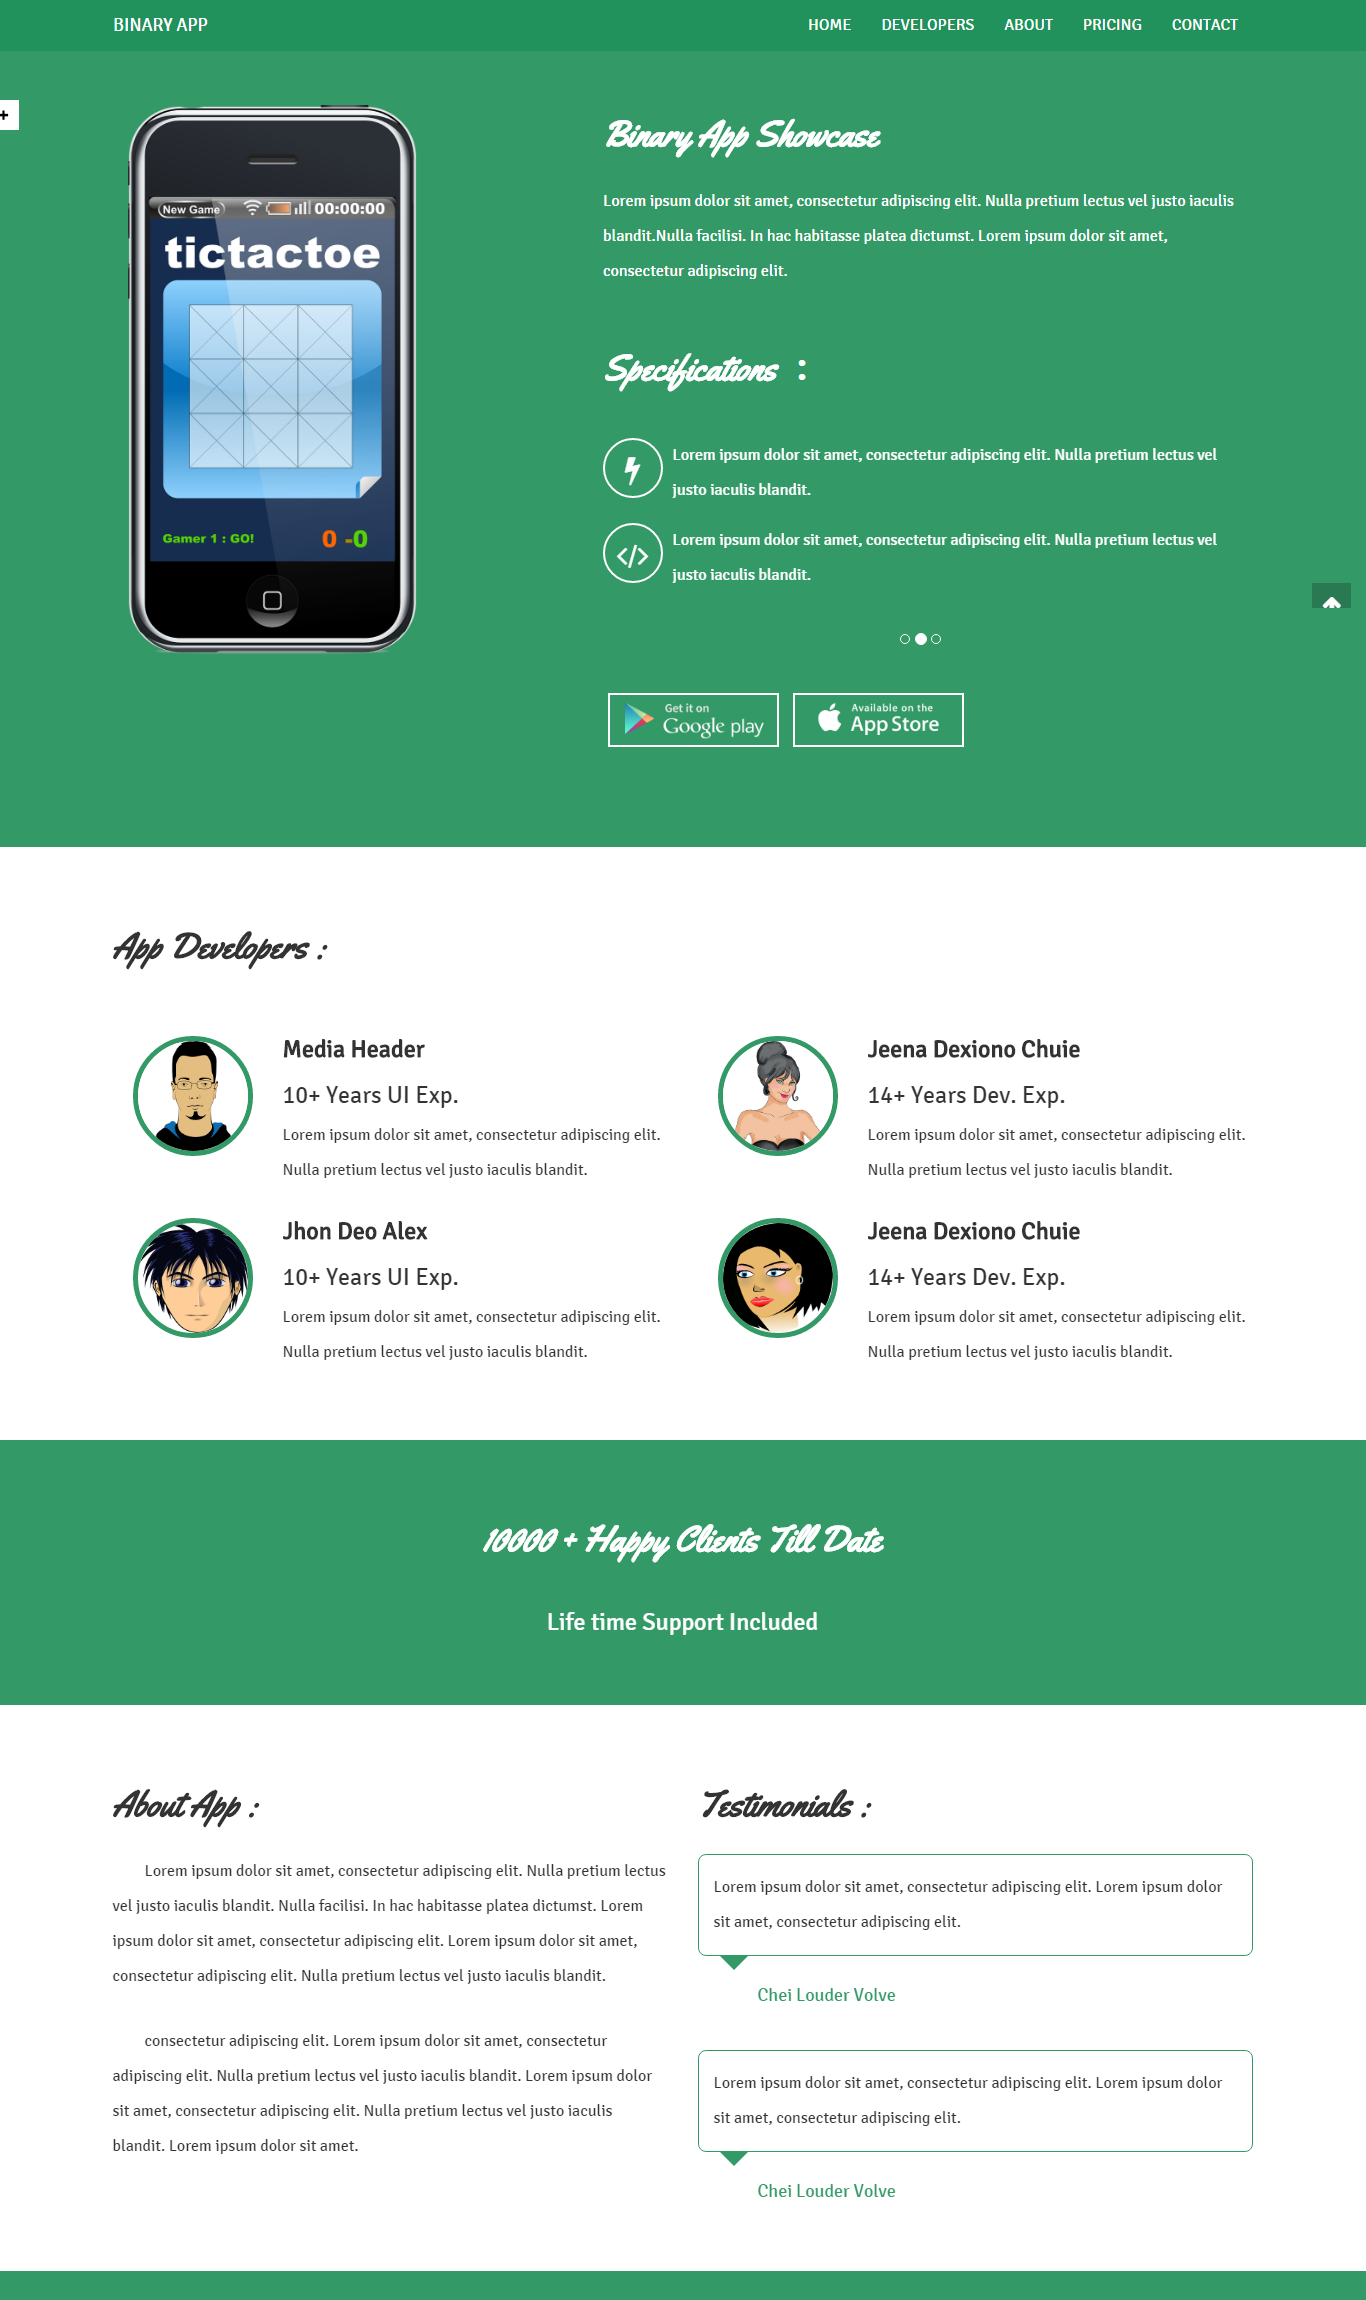 BINARY APP
HOME DEVELOPERS ABOUT PRICING CONTACT
+
New Game 00:00:00
tictactoe
Gamer 1 : GO! 0 -0
Binary App Showcase
Lorem ipsum dolor sit amet, consectetur adipiscing elit. Nulla pretium lectus vel justo iaculis
blandit.Nulla facilisi. In hac habitasse platea dictumst. Lorem ipsum dolor sit amet,
consectetur adipiscing elit.
Specifications :
Lorem ipsum dolor sit amet, consectetur adipiscing elit. Nulla pretium lectus vel
justo iaculis blandit.
Lorem ipsum dolor sit amet, consectetur adipiscing elit. Nulla pretium lectus vel
justo iaculis blandit.
Get it on
Google play
Available on the
App Store
App Developers :
Media Header
10+ Years UI Exp.
Lorem ipsum dolor sit amet, consectetur adipiscing elit.
Nulla pretium lectus vel justo iaculis blandit.
Jeena Dexiono Chuie
14+ Years Dev. Exp.
Lorem ipsum dolor sit amet, consectetur adipiscing elit.
Nulla pretium lectus vel justo iaculis blandit.
Jhon Deo Alex
10+ Years UI Exp.
Lorem ipsum dolor sit amet, consectetur adipiscing elit.
Nulla pretium lectus vel justo iaculis blandit.
Jeena Dexiono Chuie
14+ Years Dev. Exp.
Lorem ipsum dolor sit amet, consectetur adipiscing elit.
Nulla pretium lectus vel justo iaculis blandit.
10000 + Happy Clients Till Date
Life time Support Included
About App :
Lorem ipsum dolor sit amet, consectetur adipiscing elit. Nulla pretium lectus
vel justo iaculis blandit. Nulla facilisi. In hac habitasse platea dictumst. Lorem
ipsum dolor sit amet, consectetur adipiscing elit. Lorem ipsum dolor sit amet,
consectetur adipiscing elit. Nulla pretium lectus vel justo iaculis blandit.
consectetur adipiscing elit. Lorem ipsum dolor sit amet, consectetur
adipiscing elit. Nulla pretium lectus vel justo iaculis blandit. Lorem ipsum dolor
sit amet, consectetur adipiscing elit. Nulla pretium lectus vel justo iaculis
blandit. Lorem ipsum dolor sit amet.
Testimonials :
Lorem ipsum dolor sit amet, consectetur adipiscing elit. Lorem ipsum dolor
sit amet, consectetur adipiscing elit.
Chei Louder Volve
Lorem ipsum dolor sit amet, consectetur adipiscing elit. Lorem ipsum dolor
sit amet, consectetur adipiscing elit.
Chei Louder Volve